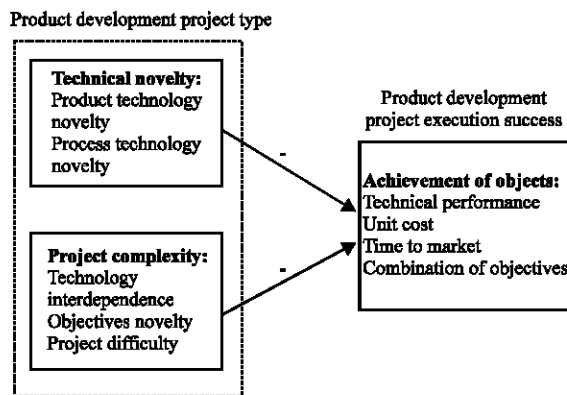 Product development project type
Technical novelty:
Product technology
novelty
Process technology
novelty
Project complexity:
Technology
interdependence
Objectives novelty
Project difficulty
-
-
Product development
project execution success
Achievement of objects:
Technical performance
Unit cost
Time to market
Combination of objectives